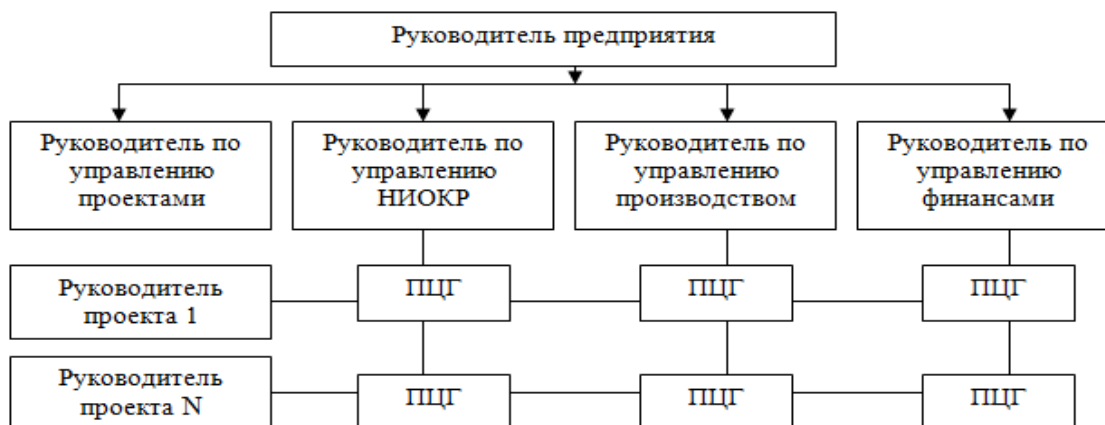 Руководитель предприятия
Руководитель по
управлению
проектами
Руководитель по
управлению
НИОКР
Руководитель по
управлению
производством
Руководитель по
управлению
финансами
Руководитель
проекта 1
ПЦГ
ПЦГ
ПЦГ
Руководитель
проекта N
ПЦГ
ПЦГ
ПЦГ